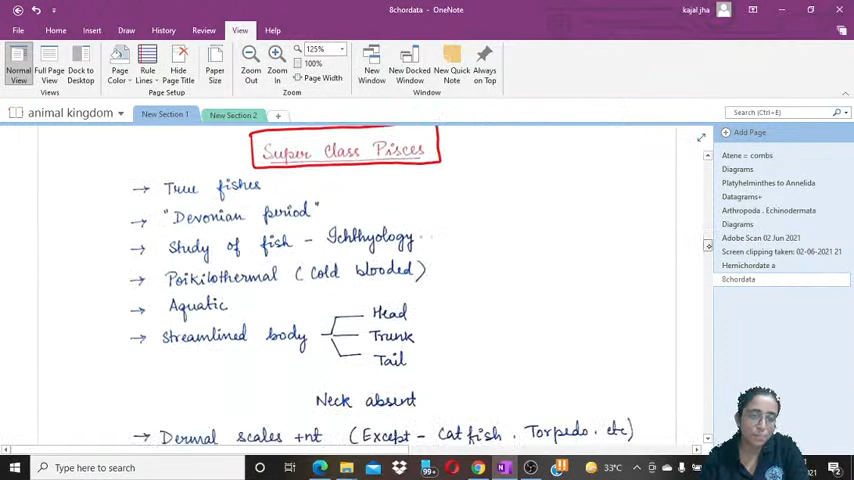 8chordata - OneNote
kajal jha
File Home Insert Draw History Review View Help
Normal View
Full Page View
Dock to Desktop
Page Color
Rule Lines
Hide Page Title
Paper Size
Zoom Out
Zoom In
125%
100%
Page Width
New Window
New Docked Window
New Quick Note
Always on Top
Views Page Setup Zoom Window
animal kingdom New Section 1 New Section 2 + Search (Ctrl+E)
Add Page
Atene = combs
Diagrams
Platyhelminthes to Annelida
Datagrams+
Arthropoda . Echinodermata
Diagrams
Adobe Scan 02 Jun 2021
Screen clipping taken: 02-06-2021 21
Hemichordate a
8chordata
Super Class Pisces
→ True fishes
→ "Devonian period"
→ Study of fish - Ichthyology
→ Poikilothermal (Cold blooded)
→ Aquatic
→ Streamlined body
Head
Trunk
Tail
Neck absent
→ Dermal scales +nt (Except - Catfish . Torpedo . etc)
Type here to search
99+
33°C